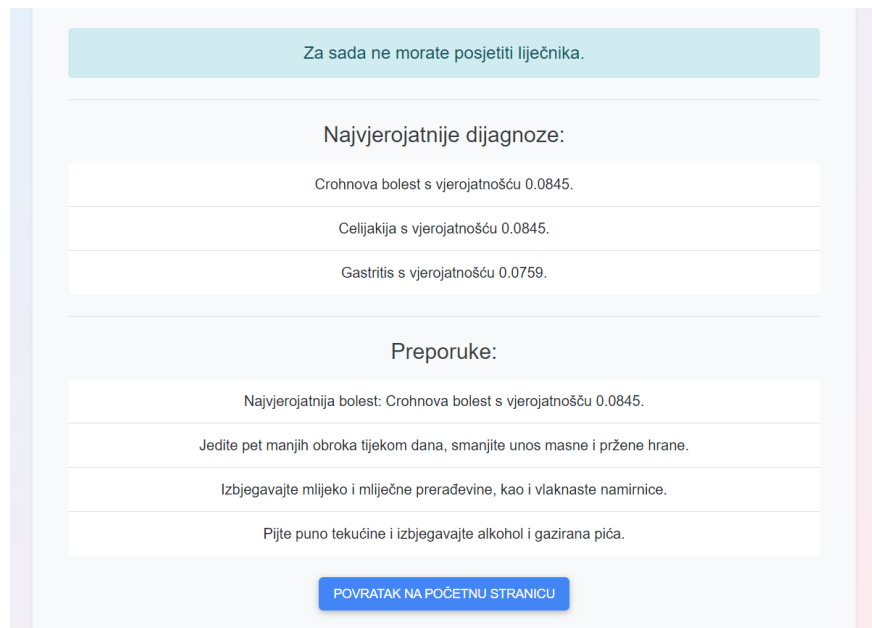 Za sada ne morate posjetiti liječnika.
Najvjerojatnije dijagnoze:
Crohnova bolest s vjerojatnošću 0.0845.
Celijakija s vjerojatnošću 0.0845.
Gastritis s vjerojatnošću 0.0759.
Preporuke:
Najvjerojatnija bolest: Crohnova bolest s vjerojatnošču 0.0845.
Jedite pet manjih obroka tijekom dana, smanjite unos masne i pržene hrane.
Izbjegavajte mlijeko i mliječne prerađevine, kao i vlaknaste namirnice.
Pijte puno tekućine i izbjegavajte alkohol i gazirana pića.
POVRATAK NA POČETNU STRANICU